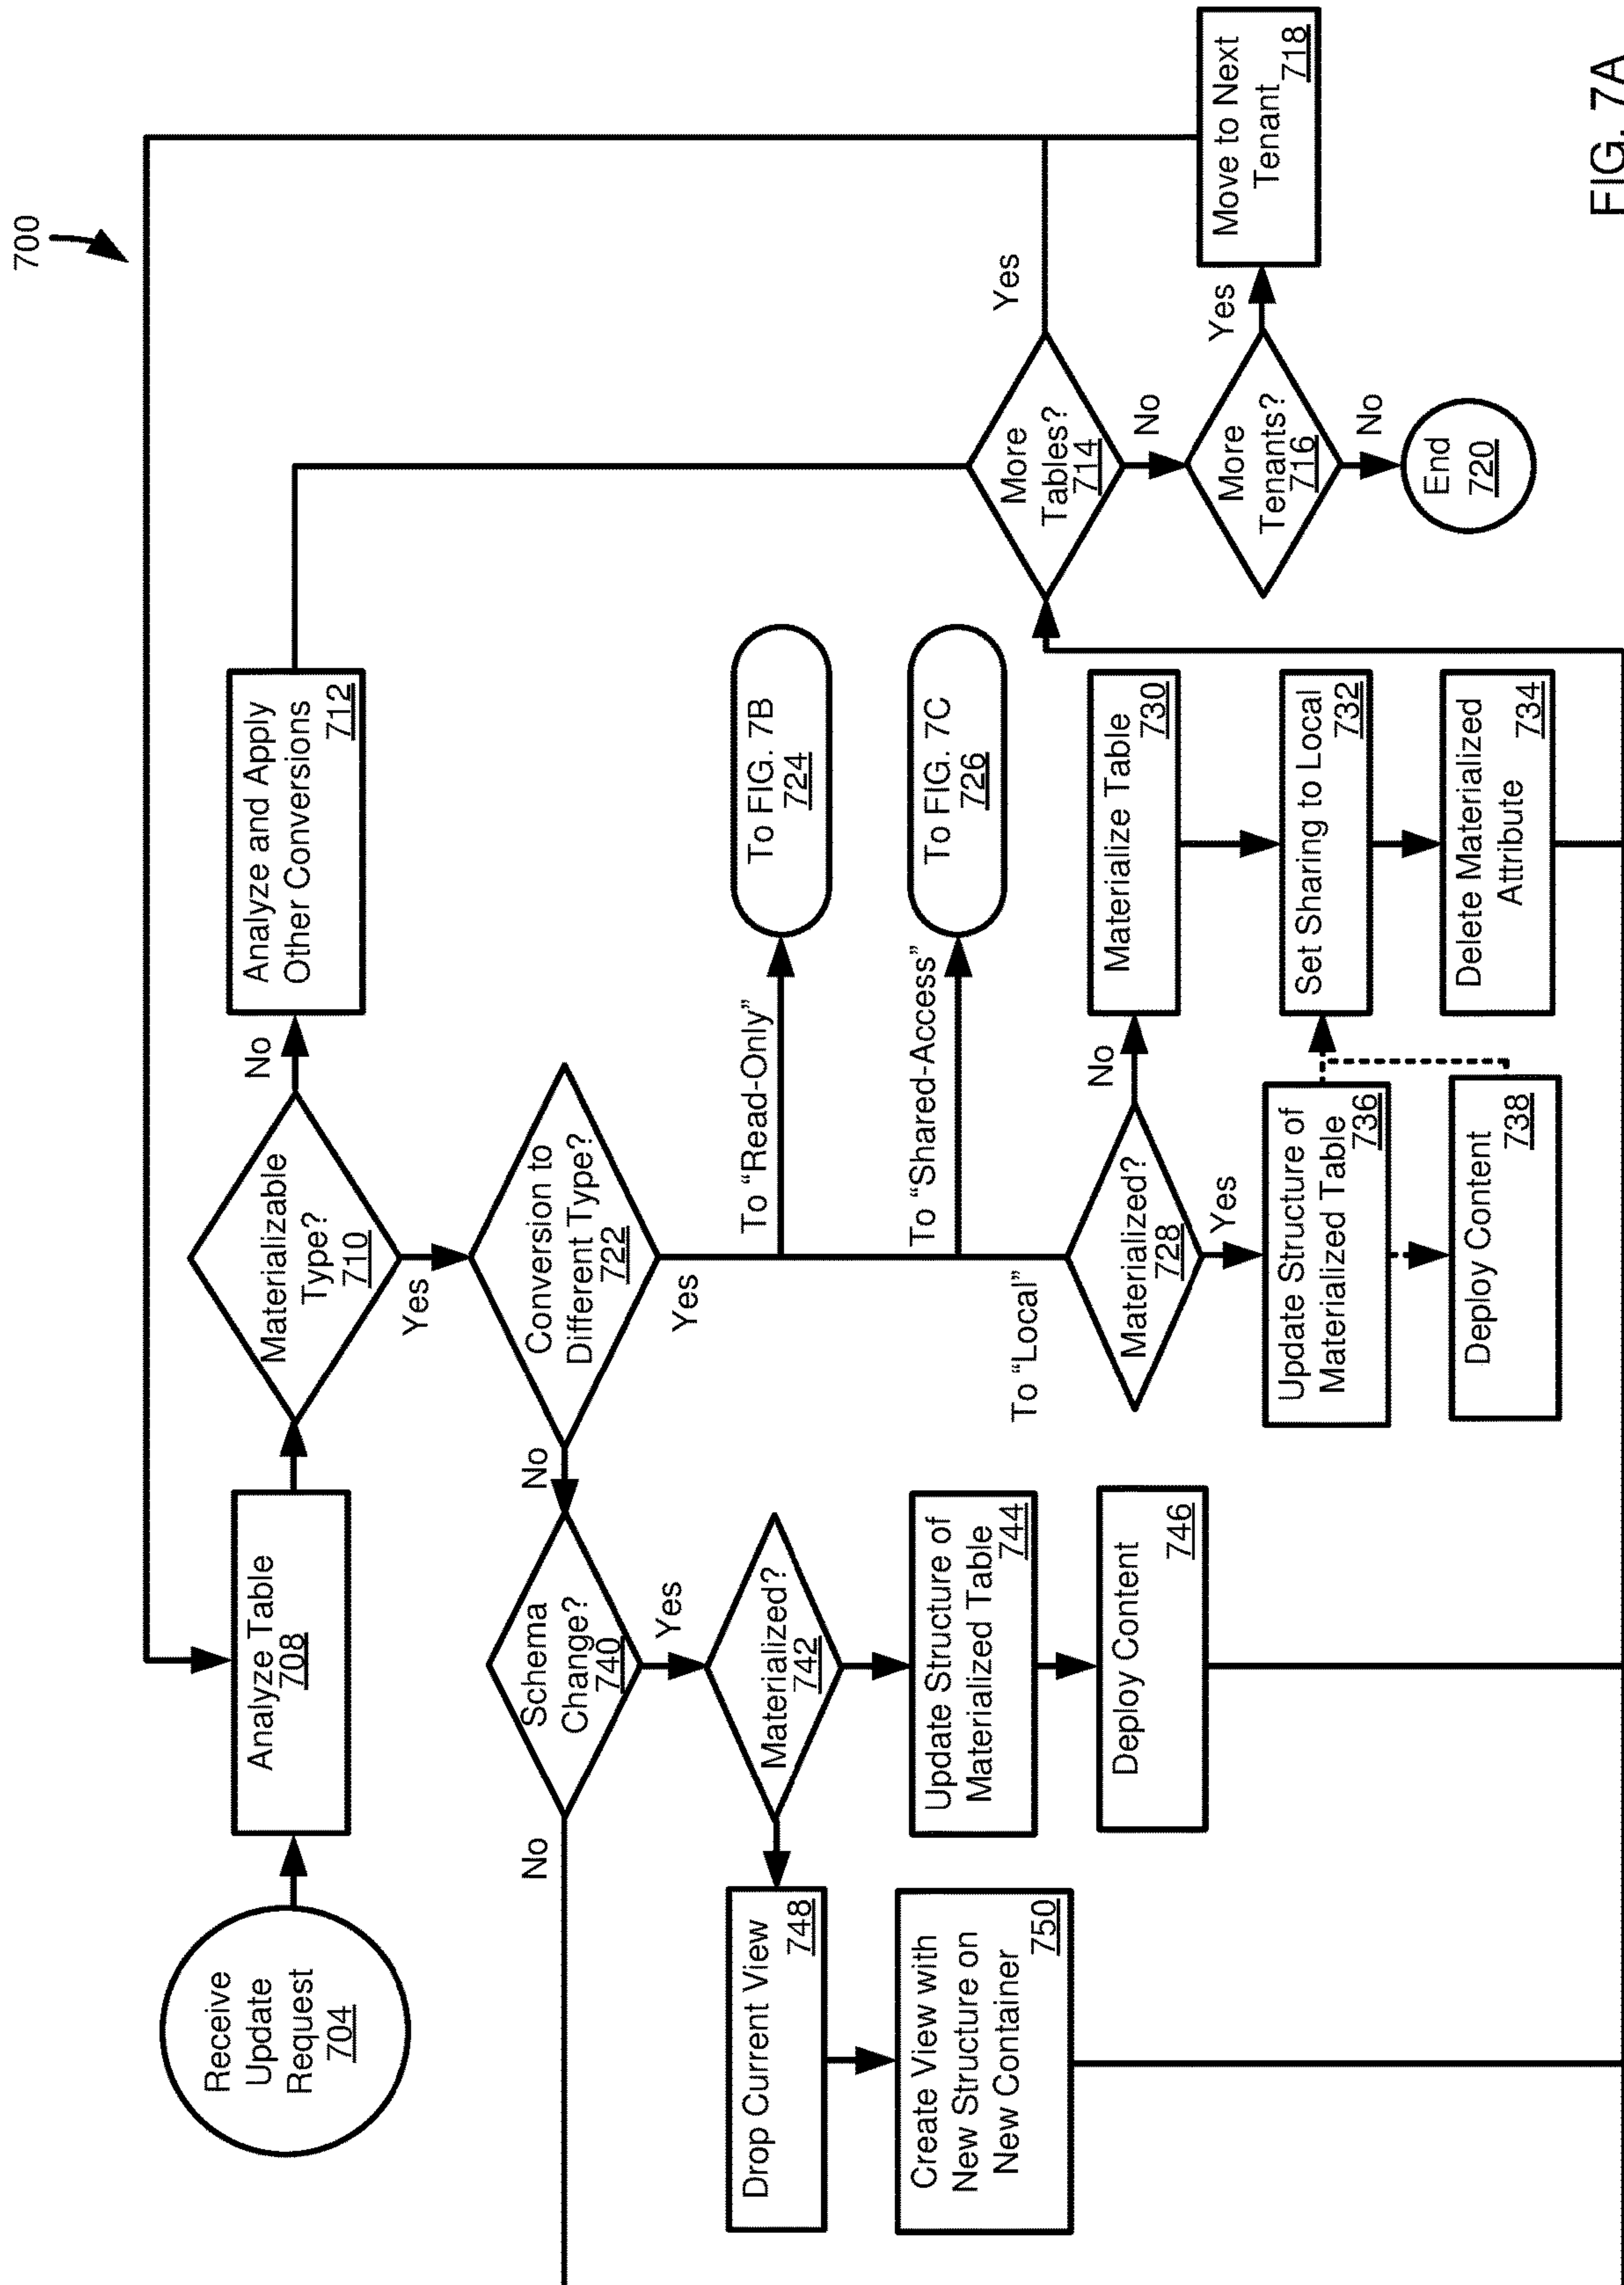 700
Receive
Update
Request
704
Analyze Table
708
Materializable
Type?
710
No
Analyze and Apply
Other Conversions
712
Yes
Conversion to
Different Type?
722
No
Yes
Schema
Change?
740
No
Yes
Materialized?
742
Drop Current View
748
Create View with
New Structure on
New Container
750
Update Structure of
Materialized Table
744
Deploy Content
746
To “Read-Only”
To FIG. 7B
724
To “Shared-Access”
To FIG. 7C
726
To “Local”
Materialized?
728
No
Materialize Table
730
Yes
Update Structure of
Materialized Table
736
Set Sharing to Local
732
Deploy Content
738
Delete Materialized
Attribute
734
More
Tables?
714
Yes
No
More
Tenants?
716
Yes
Move to Next
Tenant
718
No
End
720
FIG. 7A